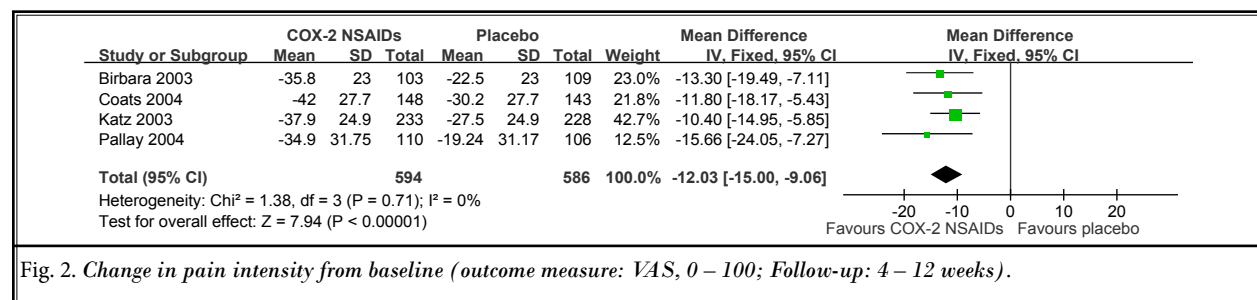 COX-2 NSAIDs Placebo Mean Difference Mean Difference
Study or Subgroup Mean SD Total Mean SD Total Weight IV, Fixed, 95% CI IV, Fixed, 95% CI
Birbara 2003 -35.8 23 103 -22.5 23 109 23.0% -13.30 [-19.49, -7.11]
Coats 2004 -42 27.7 148 -30.2 27.7 143 21.8% -11.80 [-18.17, -5.43]
Katz 2003 -37.9 24.9 233 -27.5 24.9 228 42.7% -10.40 [-14.95, -5.85]
Pallay 2004 -34.9 31.75 110 -19.24 31.17 106 12.5% -15.66 [-24.05, -7.27]
Total (95% CI) 594 586 100.0% -12.03 [-15.00, -9.06]
Heterogeneity: Chi² = 1.38, df = 3 (P = 0.71); I² = 0%
Test for overall effect: Z = 7.94 (P < 0.00001)
-20 -10 0 10 20
Favours COX-2 NSAIDs Favours placebo
Fig. 2. Change in pain intensity from baseline (outcome measure: VAS, 0 – 100; Follow-up: 4 – 12 weeks).